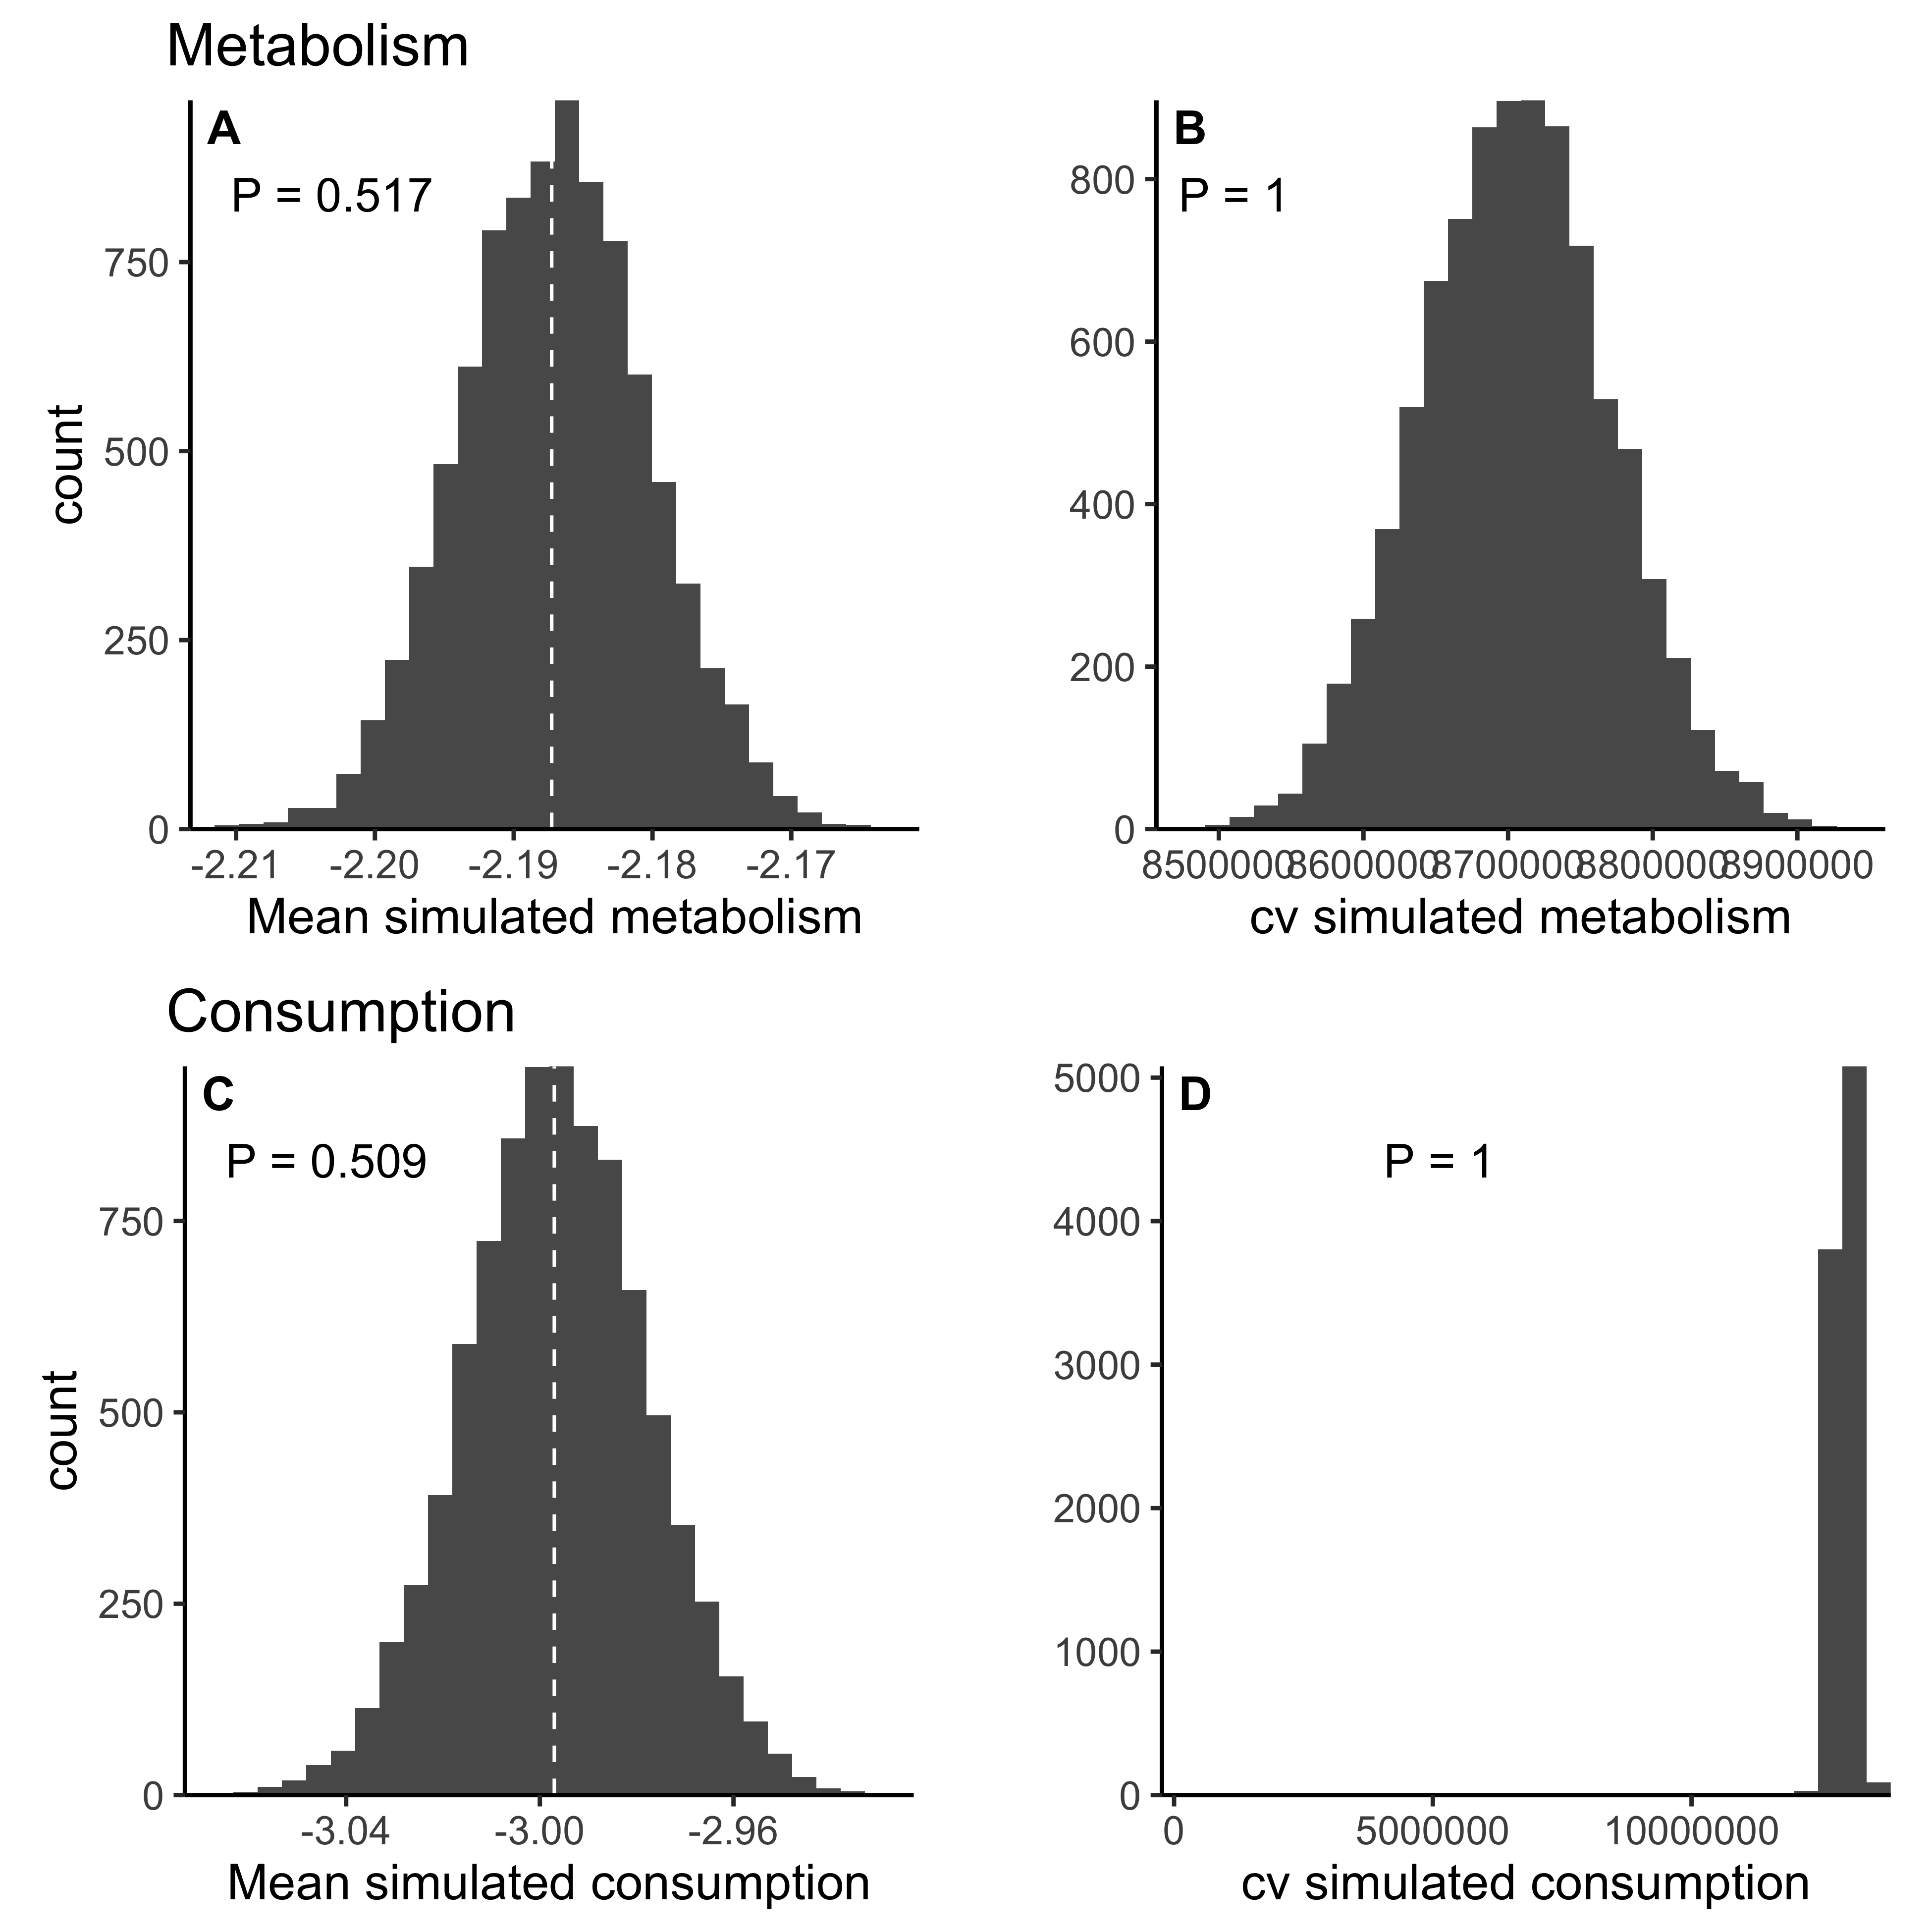 Metabolism
A
P = 0.517
750
500
250
0
count
-2.21 -2.20 -2.19 -2.18 -2.17
Mean simulated metabolism
B
P = 1
800
600
400
200
0
8500000 8600000 8700000 8800000 8900000
cv simulated metabolism
Consumption
C
P = 0.509
750
500
250
0
count
-3.04 -3.00 -2.96
Mean simulated consumption
D
P = 1
5000
4000
3000
2000
1000
0
0 5000000 10000000
cv simulated consumption